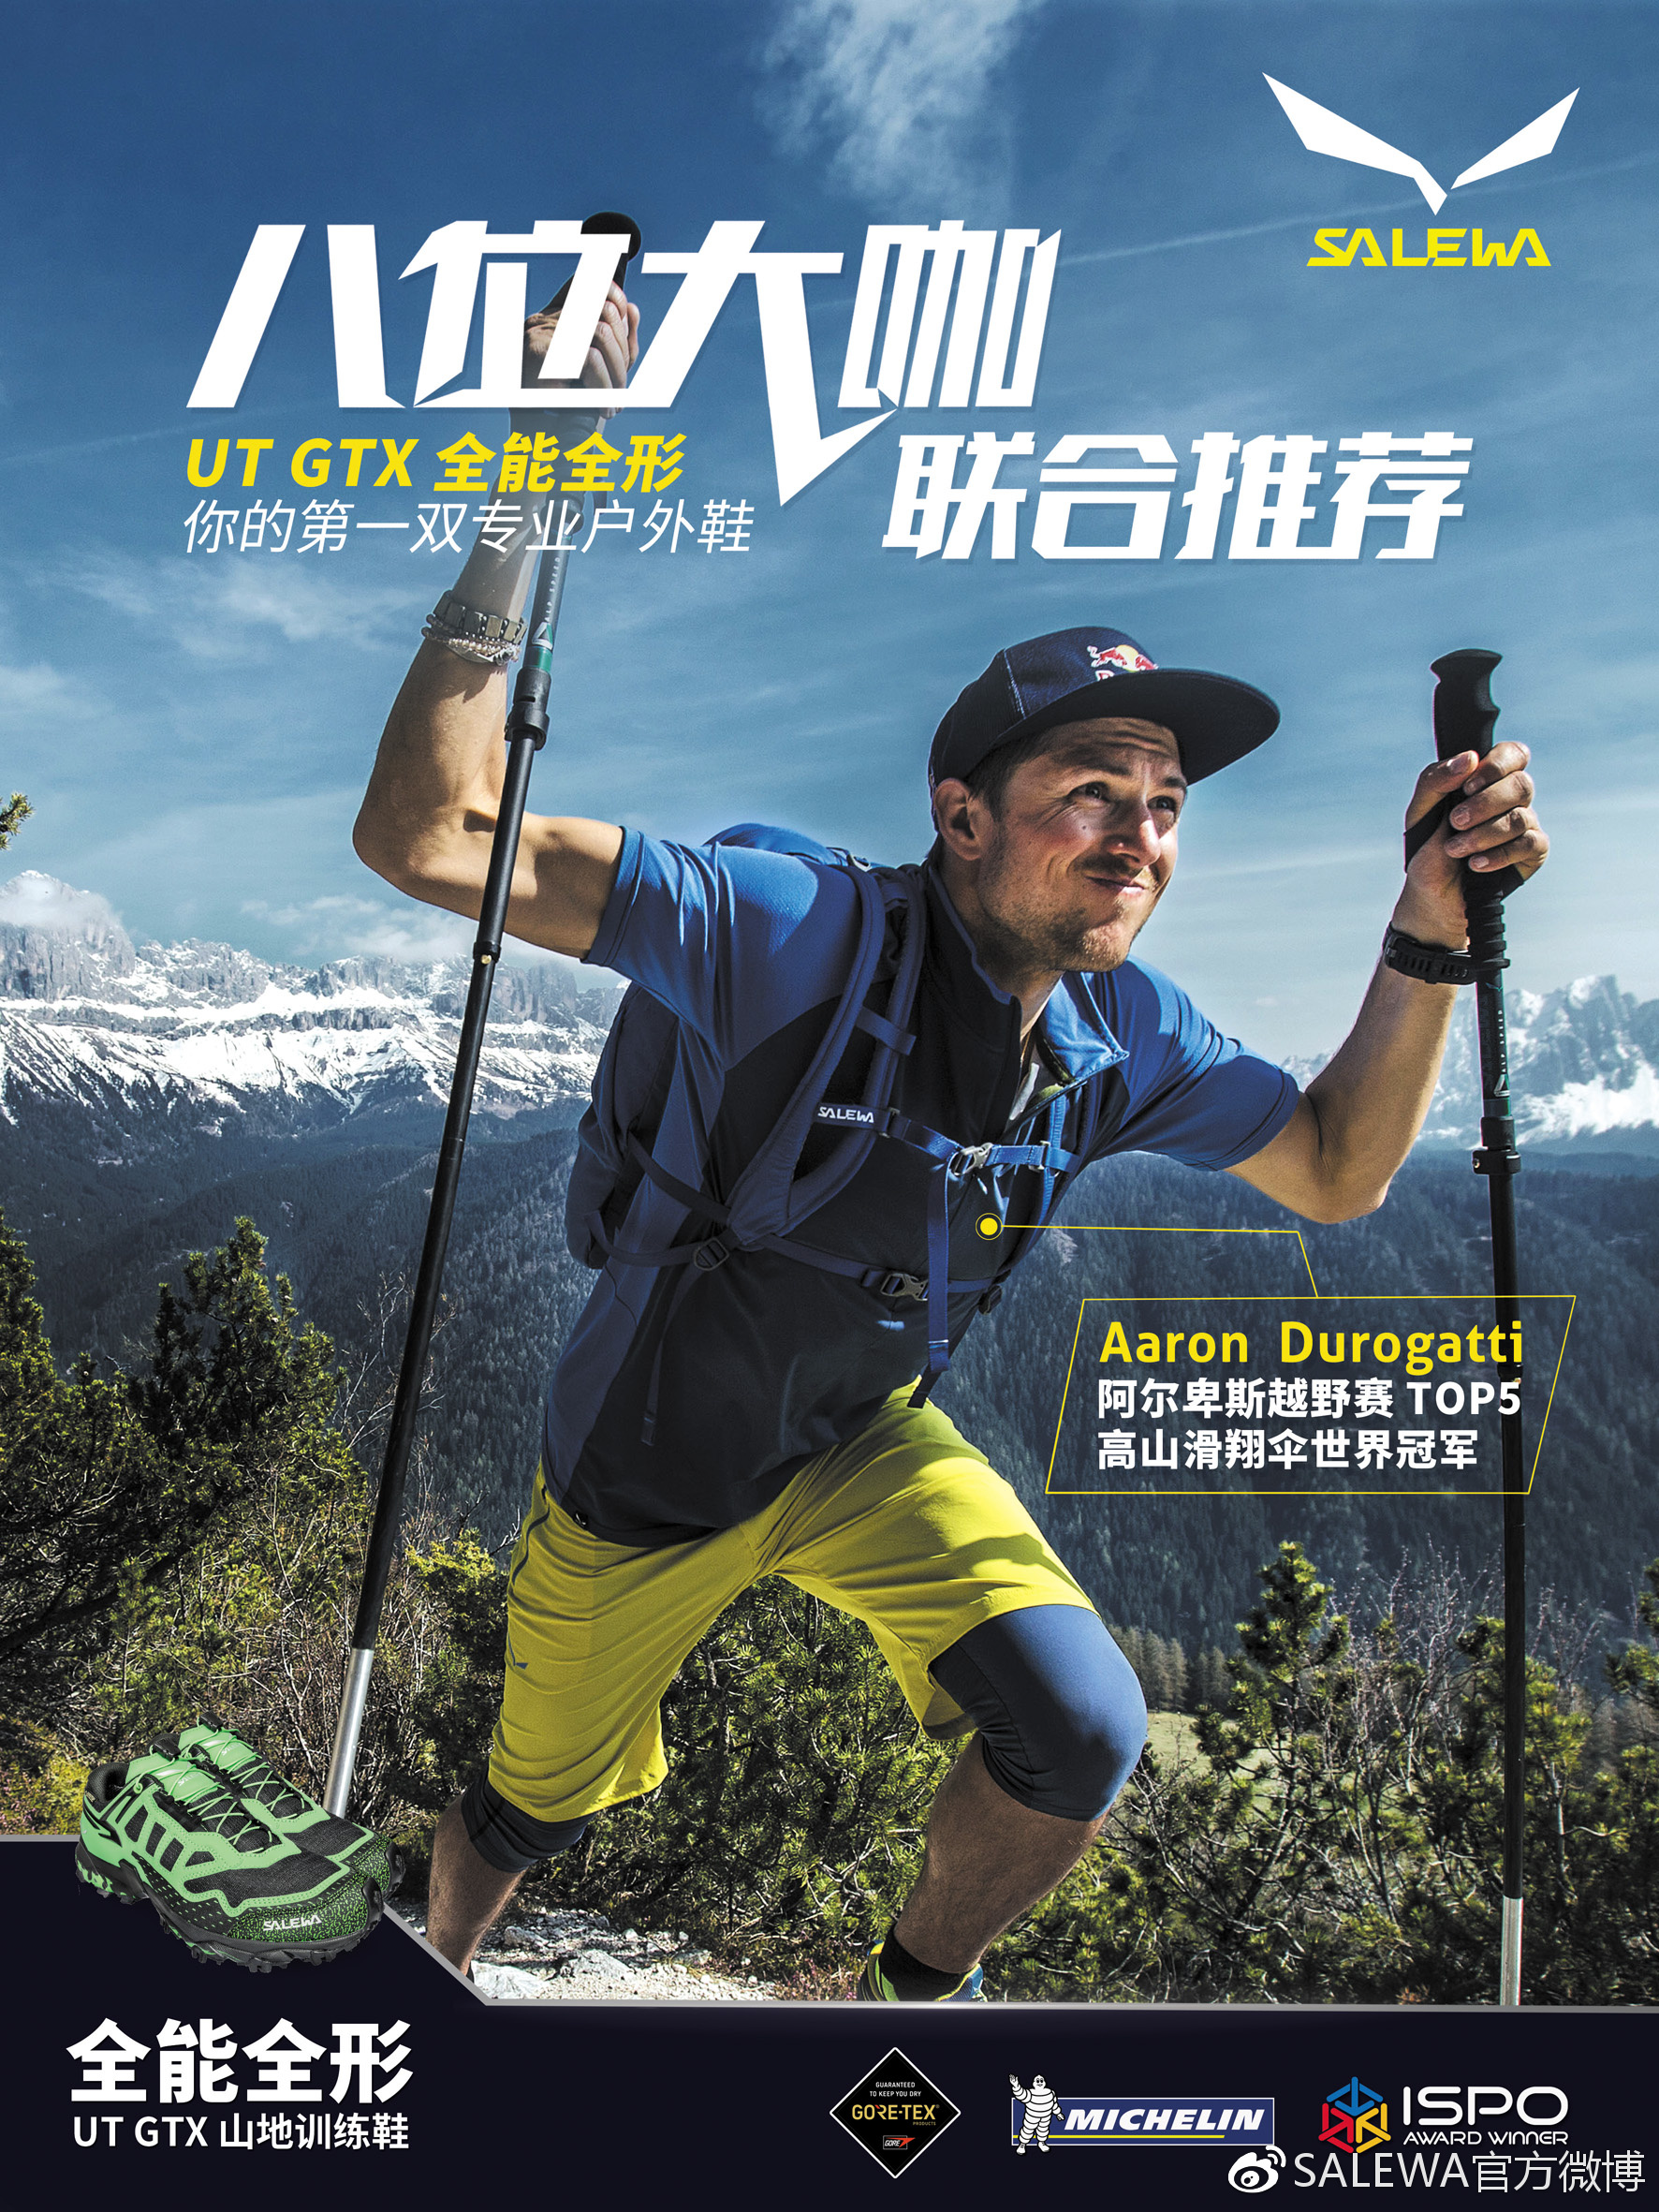 SALEWA
八位大咖
联合推荐
UT GTX 全能全形
你的第一双专业户外鞋
SALEWA
Aaron Durogatti
阿尔卑斯越野赛 TOP5
高山滑翔伞世界冠军
SALEWA
全能全形
UT GTX 山地训练鞋
GUARANTEED
TO KEEP YOU DRY
GORE-TEX®
PRODUCTS
GORE
MICHELIN
ISPO
AWARD WINNER
SALEWA官方微博